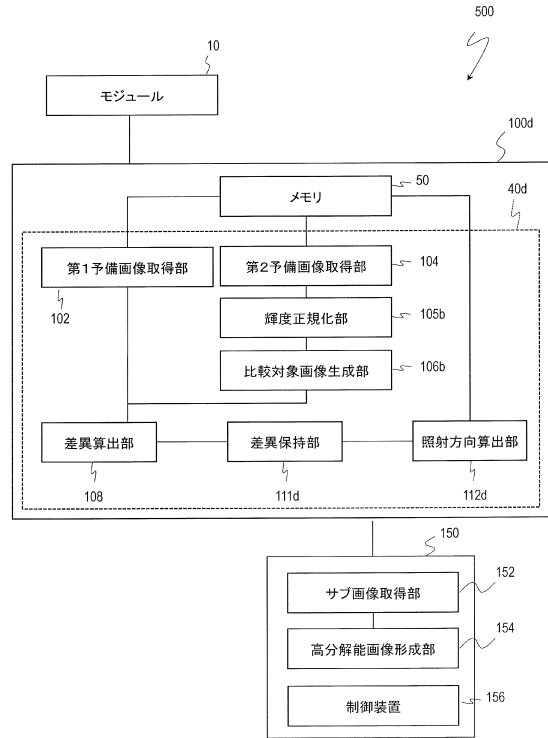 500
10
モジュール
100d
50
メモリ
40d
第1予備画像取得部
102
第2予備画像取得部
104
輝度正規化部
105b
比較対象画像生成部
106b
差異算出部
108
差異保持部
111d
照射方向算出部
112d
150
サブ画像取得部
152
高分解能画像形成部
154
制御装置
156